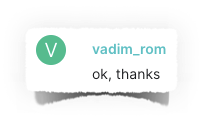 V
vadim_rom
ok, thanks